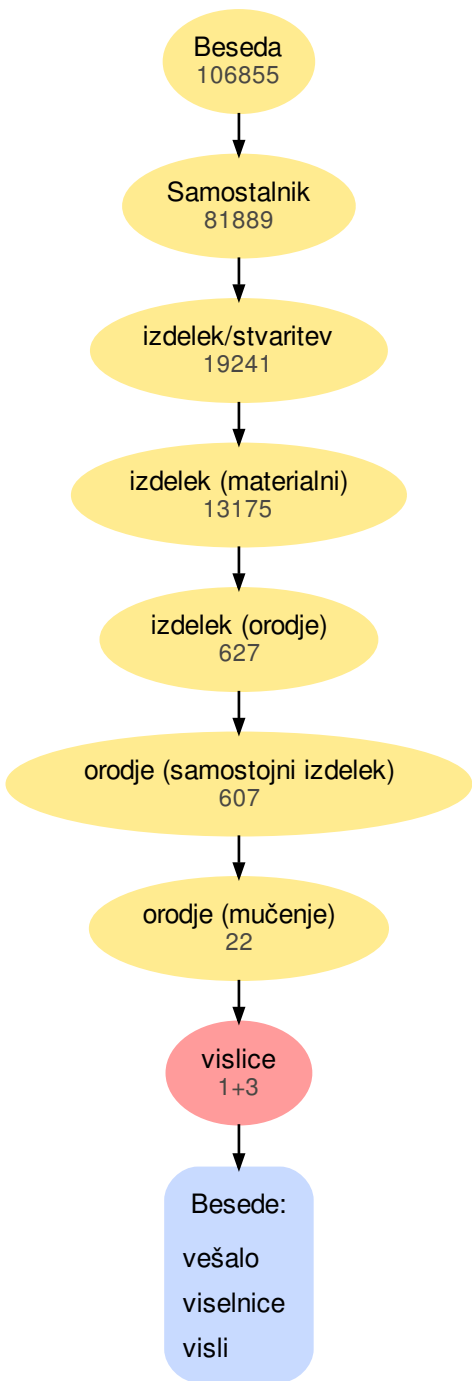 Beseda
106855
Samostalnik
81889
izdelek/stvaritev
19241
izdelek (materialni)
13175
izdelek (orodje)
627
orodje (samostojni izdelek)
607
orodje (mučenje)
22
vislice
1+3
Besede:
vešalo
viselnice
visli